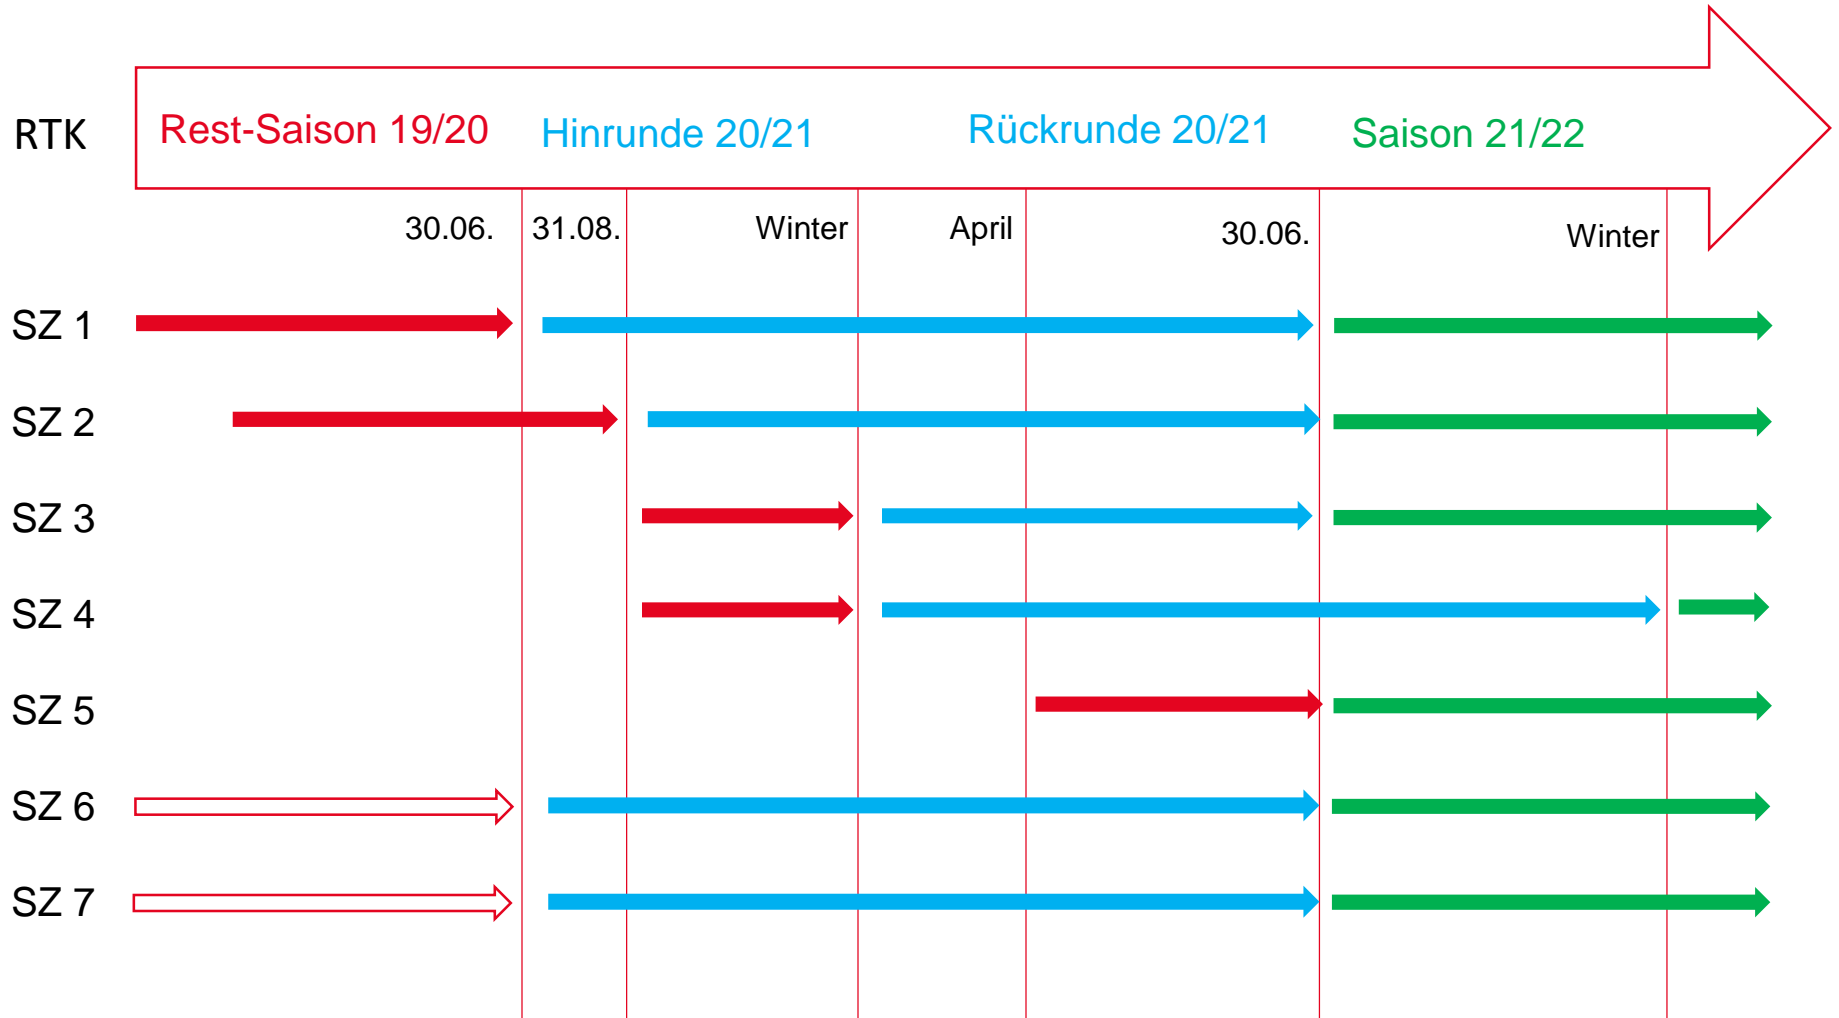 RTK
Rest-Saison 19/20 Hinrunde 20/21 Rückrunde 20/21 Saison 21/22
30.06. 31.08. Winter April 30.06. Winter
SZ 1
SZ 2
SZ 3
SZ 4
SZ 5
SZ 6
SZ 7